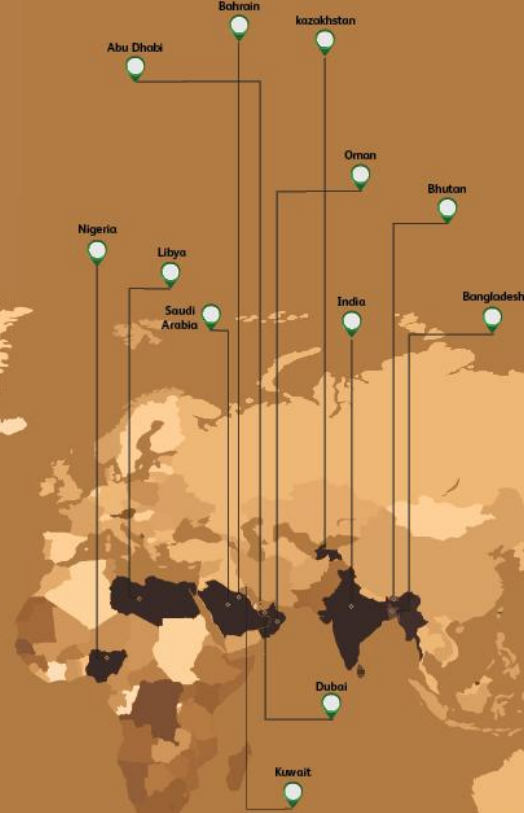 Bahrain
kazakhstan
Abu Dhabi
Oman
Bhutan
Nigeria
Libya
Saudi
Arabia
India
Bangladesh
Dubai
Kuwait